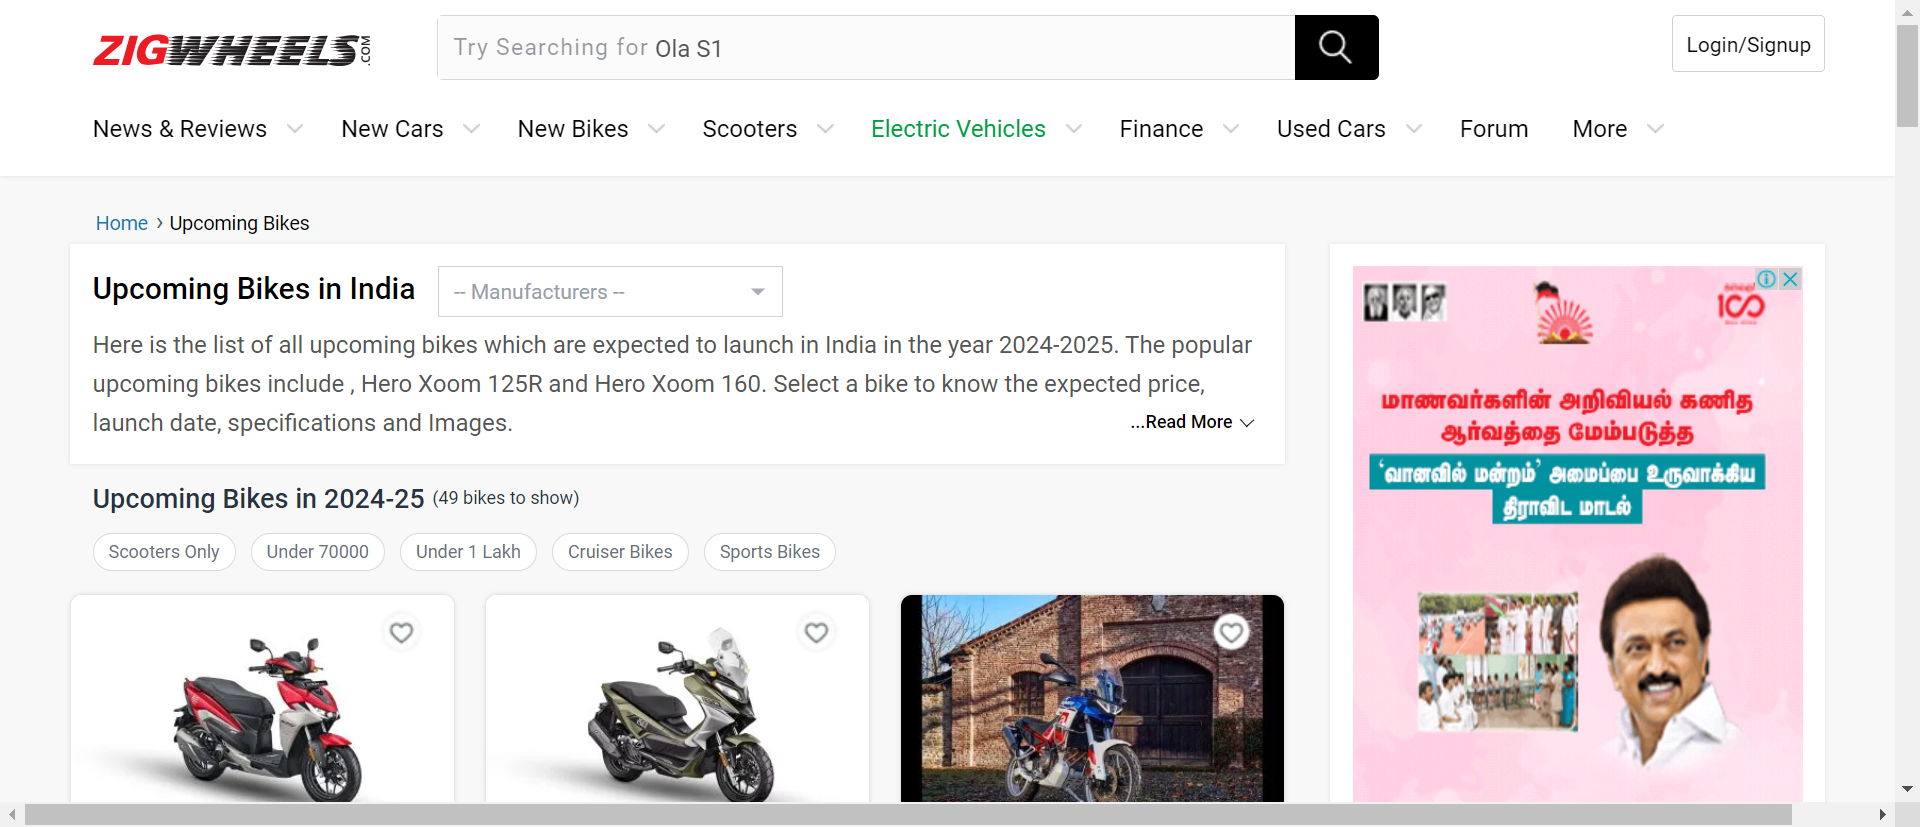 ZIGWHEELS.COM
Try Searching for Ola S1
Login/Signup
News & Reviews
New Cars
New Bikes
Scooters
Electric Vehicles
Finance
Used Cars
Forum
More
Home › Upcoming Bikes
Upcoming Bikes in India
-- Manufacturers --
Here is the list of all upcoming bikes which are expected to launch in India in the year 2024-2025. The popular
upcoming bikes include , Hero Xoom 125R and Hero Xoom 160. Select a bike to know the expected price,
launch date, specifications and Images.
...Read More
Upcoming Bikes in 2024-25 (49 bikes to show)
Scooters Only
Under 70000
Under 1 Lakh
Cruiser Bikes
Sports Bikes
100
மாணவர்களின் அறிவியல் கணித
ஆர்வத்தை மேம்படுத்த
‘வானவில் மன்றம்’ அமைப்பை உருவாக்கிய
திராவிட மாடல்